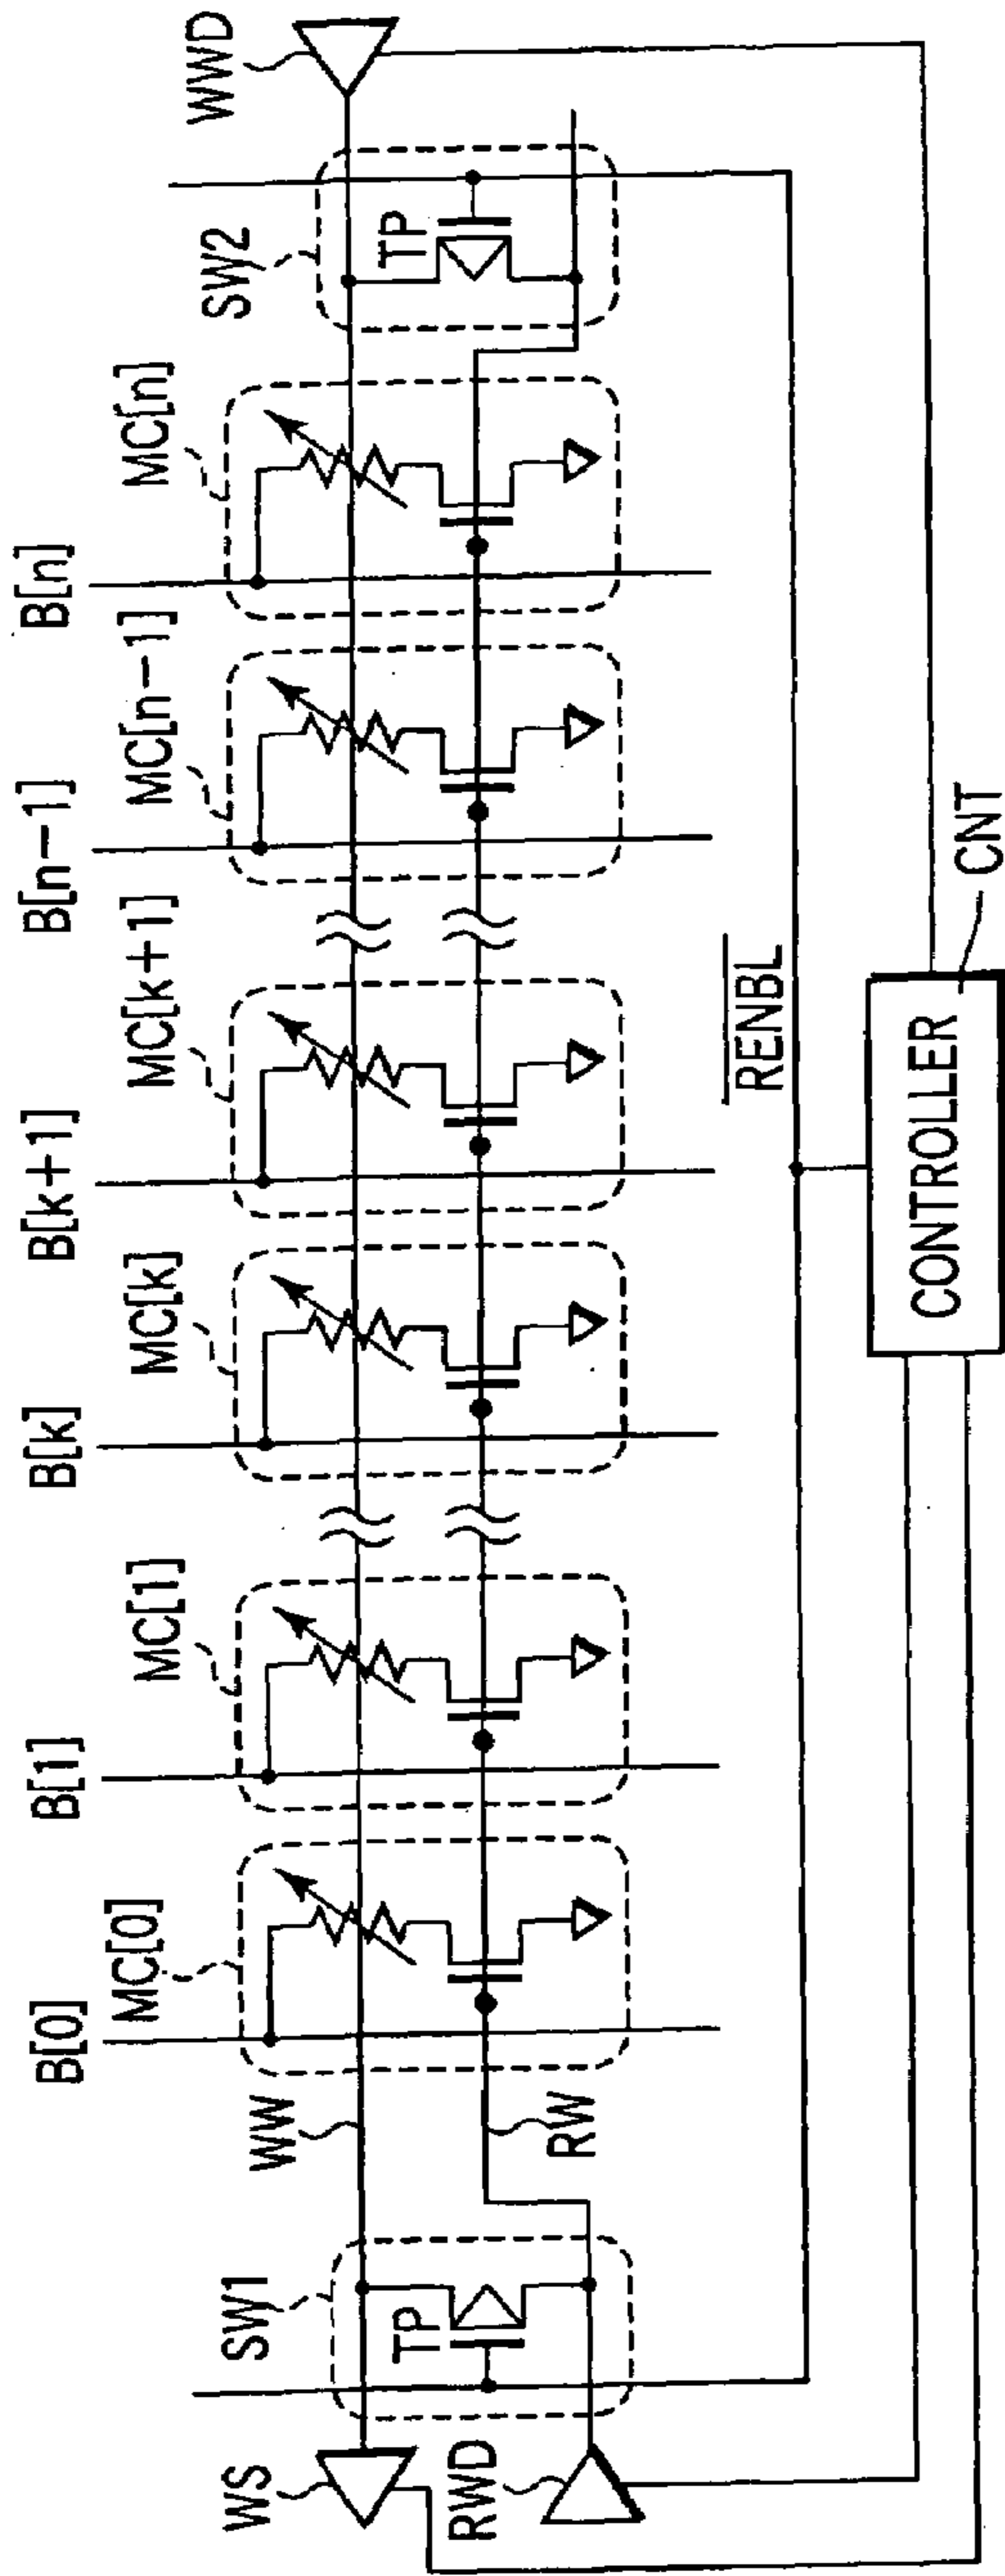 B[0]
B[1]
B[k]
B[k+1]
B[n-1]
B[n]
MC[0]
MC[1]
MC[k]
MC[k+1]
MC[n-1]
MC[n]
WS
SW1
WW
SW2
WWD
TP
TP
RWD
RW
RENBL
CONTROLLER
CNT